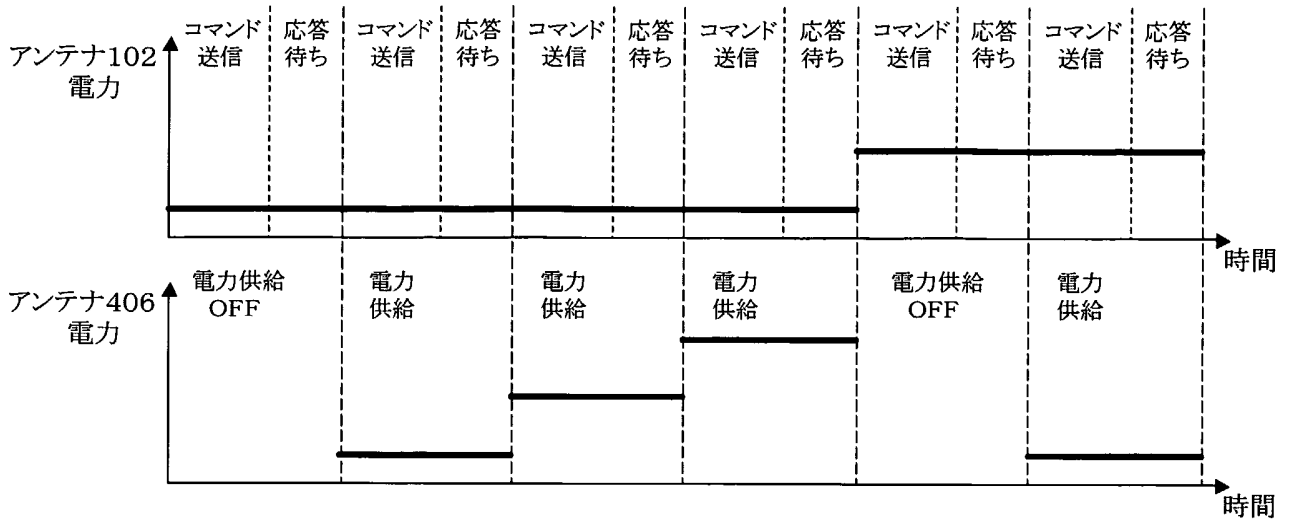 アンテナ102
電力
コマンド
送信
応答
待ち
コマンド
送信
応答
待ち
コマンド
送信
応答
待ち
コマンド
送信
応答
待ち
コマンド
送信
応答
待ち
コマンド
送信
応答
待ち
時間
アンテナ406
電力
電力供給
OFF
電力
供給
電力
供給
電力
供給
電力供給
OFF
電力
供給
時間